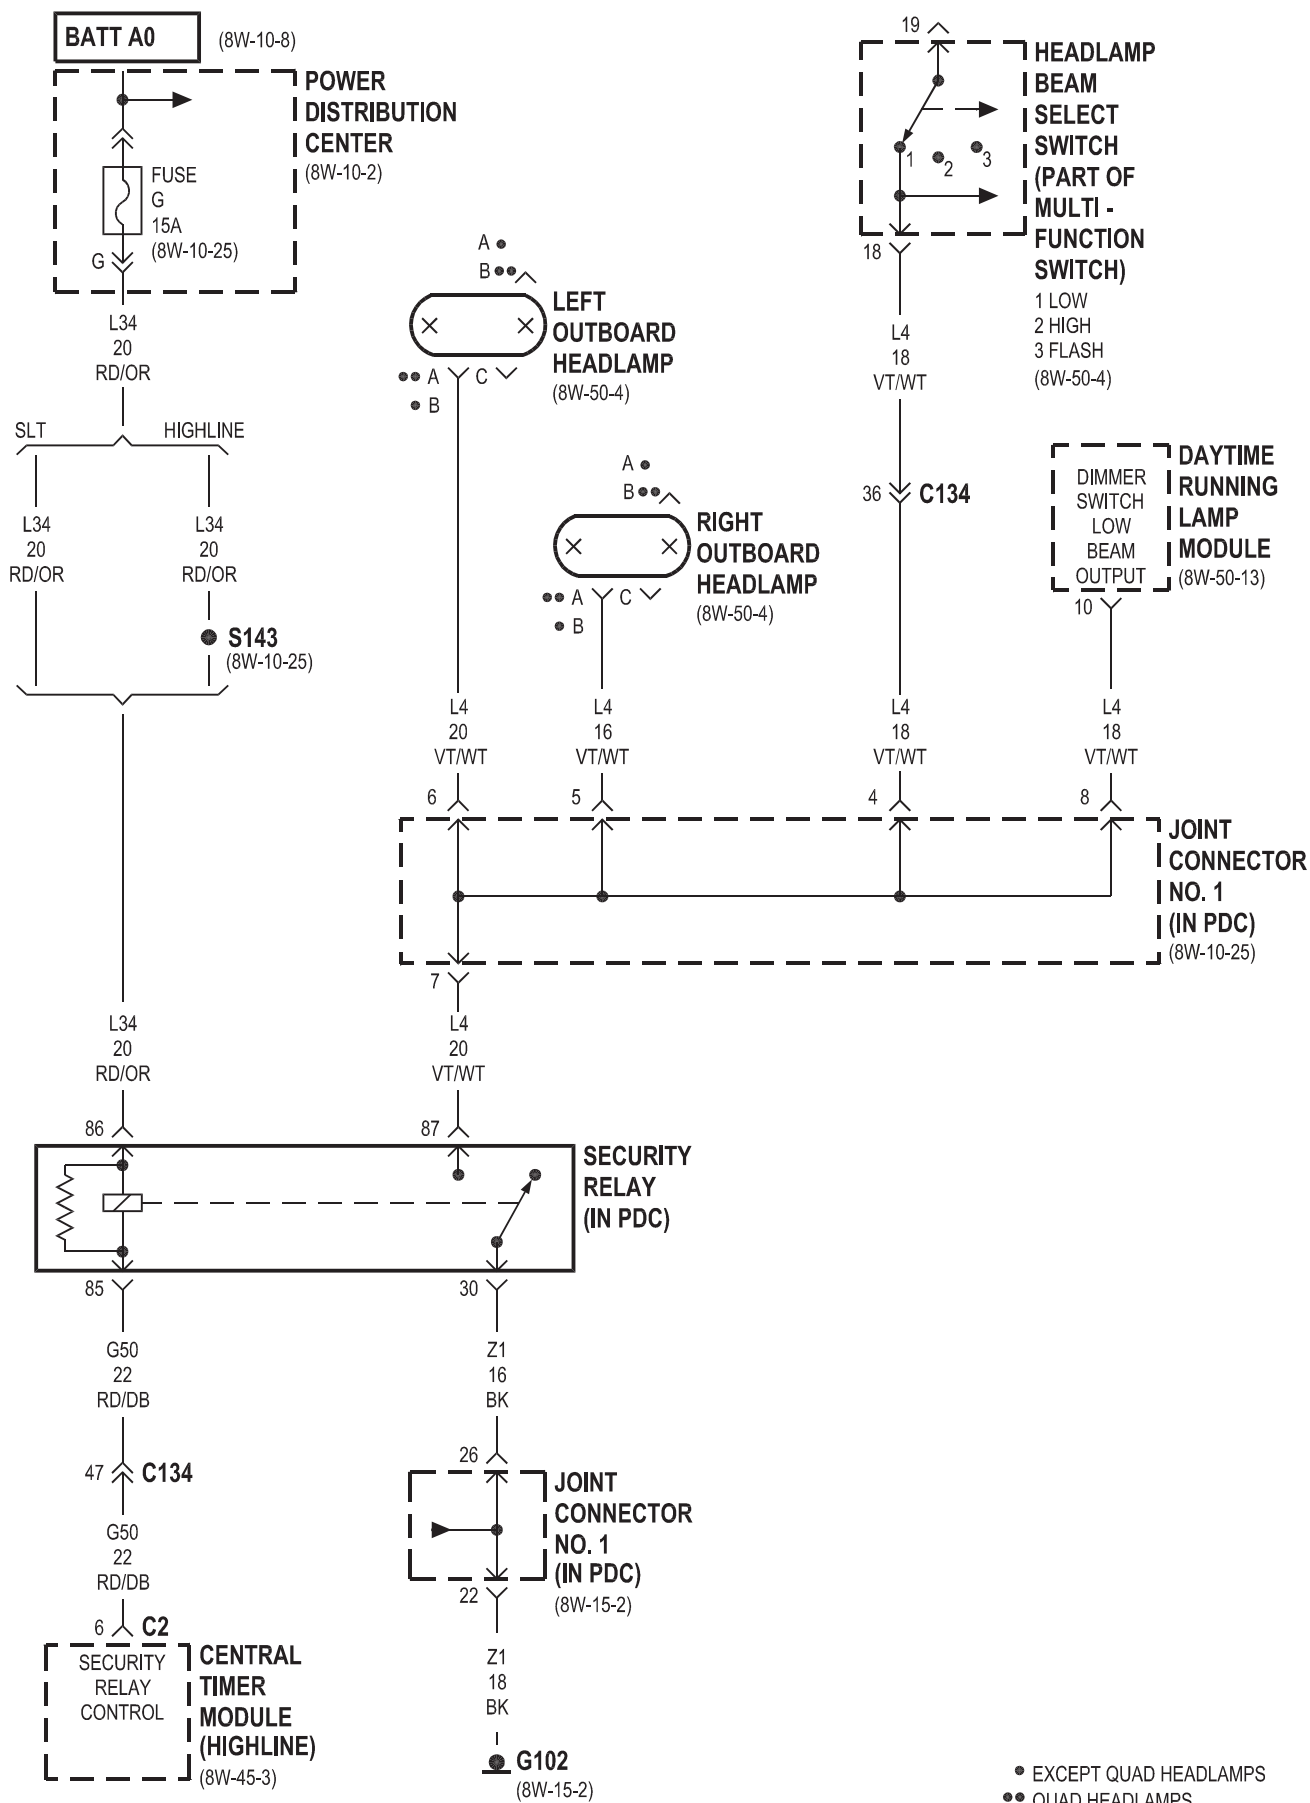 BATT A0
(8W-10-8)
POWER
DISTRIBUTION
CENTER
(8W-10-2)
FUSE
G
15A
(8W-10-25)
G
L34
20
RD/OR
SLT
HIGHLINE
L34
20
RD/OR
L34
20
RD/OR
S143
(8W-10-25)
A
B
LEFT
OUTBOARD
HEADLAMP
(8W-50-4)
A
C
B
A
B
RIGHT
OUTBOARD
HEADLAMP
(8W-50-4)
A
C
B
19
HEADLAMP
BEAM
SELECT
SWITCH
(PART OF
MULTI -
FUNCTION
SWITCH)
1 LOW
2 HIGH
3 FLASH
(8W-50-4)
1
2
3
18
L4
18
VT/WT
36
C134
DIMMER
SWITCH
LOW
BEAM
OUTPUT
DAYTIME
RUNNING
LAMP
MODULE
(8W-50-13)
10
L4
20
VT/WT
L4
16
VT/WT
L4
18
VT/WT
L4
18
VT/WT
6
5
4
8
JOINT
CONNECTOR
NO. 1
(IN PDC)
(8W-10-25)
7
L34
20
RD/OR
L4
20
VT/WT
86
87
SECURITY
RELAY
(IN PDC)
85
30
G50
22
RD/DB
Z1
16
BK
47
C134
26
JOINT
CONNECTOR
NO. 1
(IN PDC)
(8W-15-2)
22
G50
22
RD/DB
6
C2
SECURITY
RELAY
CONTROL
CENTRAL
TIMER
MODULE
(HIGHLINE)
(8W-45-3)
Z1
18
BK
G102
(8W-15-2)
EXCEPT QUAD HEADLAMPS
QUAD HEADLAMPS